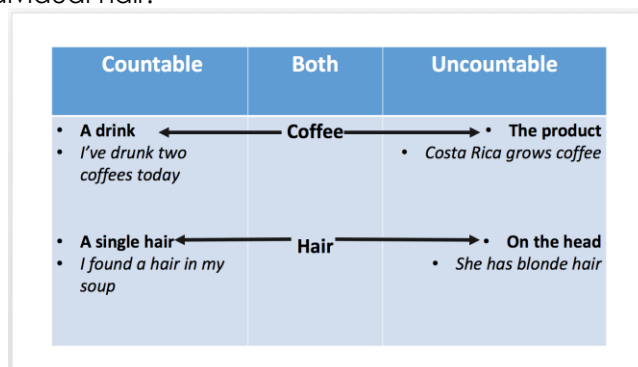 Countable
Both
Uncountable
• A drink
• I've drunk two
coffees today
Coffee
• The product
• Costa Rica grows coffee
• A single hair
• I found a hair in my
soup
Hair
• On the head
• She has blonde hair